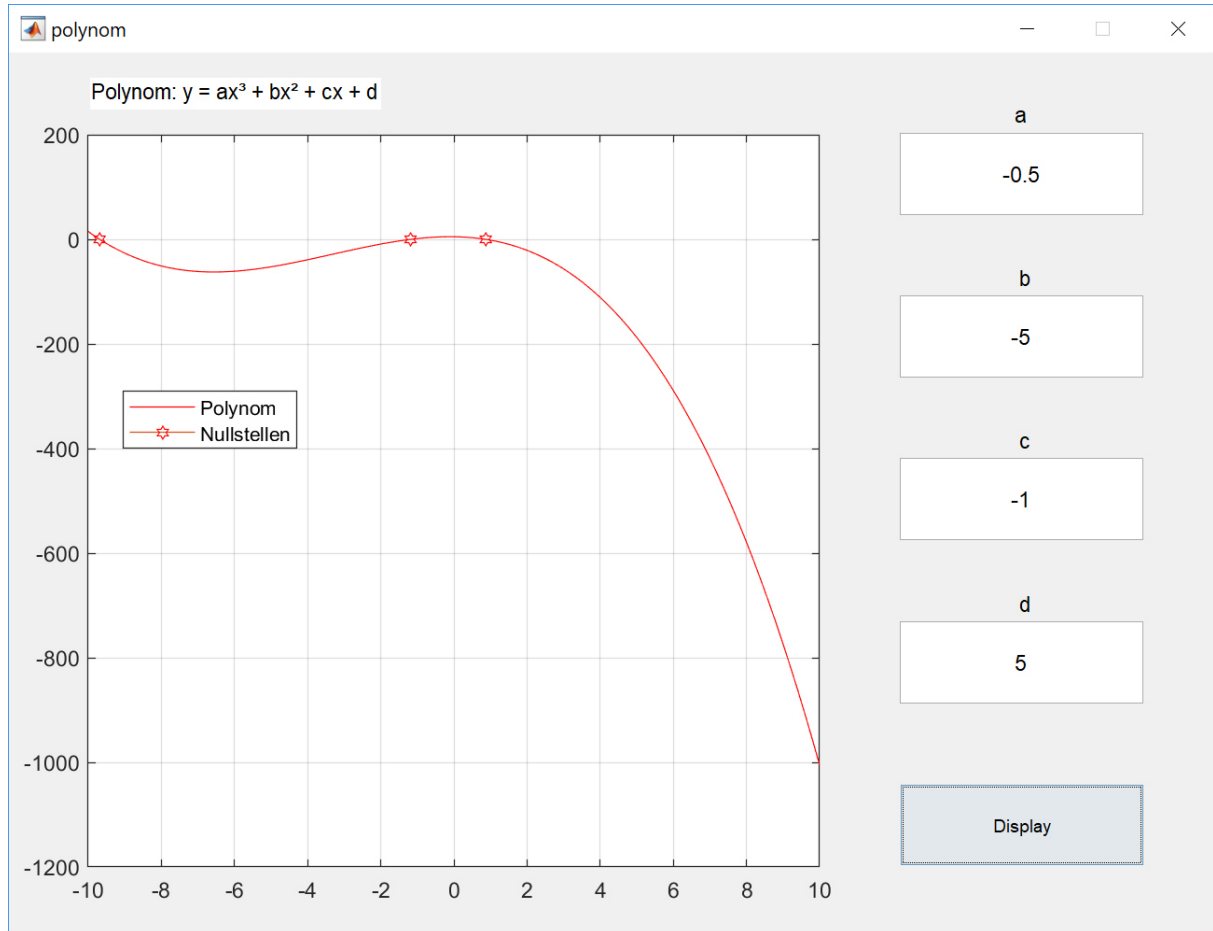 polynom
Polynom: y = ax³ + bx² + cx + d
200
0
-200
-400
-600
-800
-1000
-1200
-10 -8 -6 -4 -2 0 2 4 6 8 10
Polynom
Nullstellen
a
-0.5
b
-5
c
-1
d
5
Display